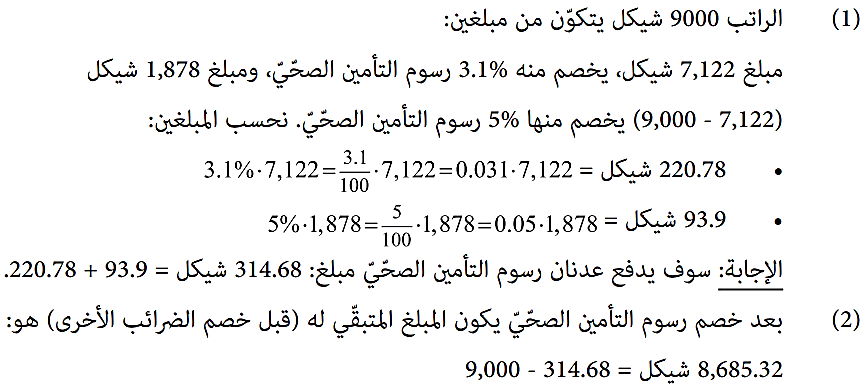 (1) الراتب 9000 شيكل يتكوّن من مبلغين:
مبلغ 7,122 شيكل، يخصم منه 3.1% رسوم التأمين الصحّيّ، ومبلغ 1,878 شيكل
(9,000 - 7,122) يخصم منها 5% رسوم التأمين الصحّيّ. نحسب المبلغين:
• 3.1%·7,122=3.1/100·7,122=0.031·7,122 = 220.78 شيكل
• 5%·1,878=5/100·1,878=0.05·1,878 = 93.9 شيكل
الإجابة: سوف يدفع عدنان رسوم التأمين الصحّيّ مبلغ: 314.68 شيكل = 93.9 + 220.78.
(2) بعد خصم رسوم التأمين الصحّيّ يكون المبلغ المتبقّي له (قبل خصم الضرائب الأخرى) هو:
8,685.32 شيكل = 314.68 - 9,000